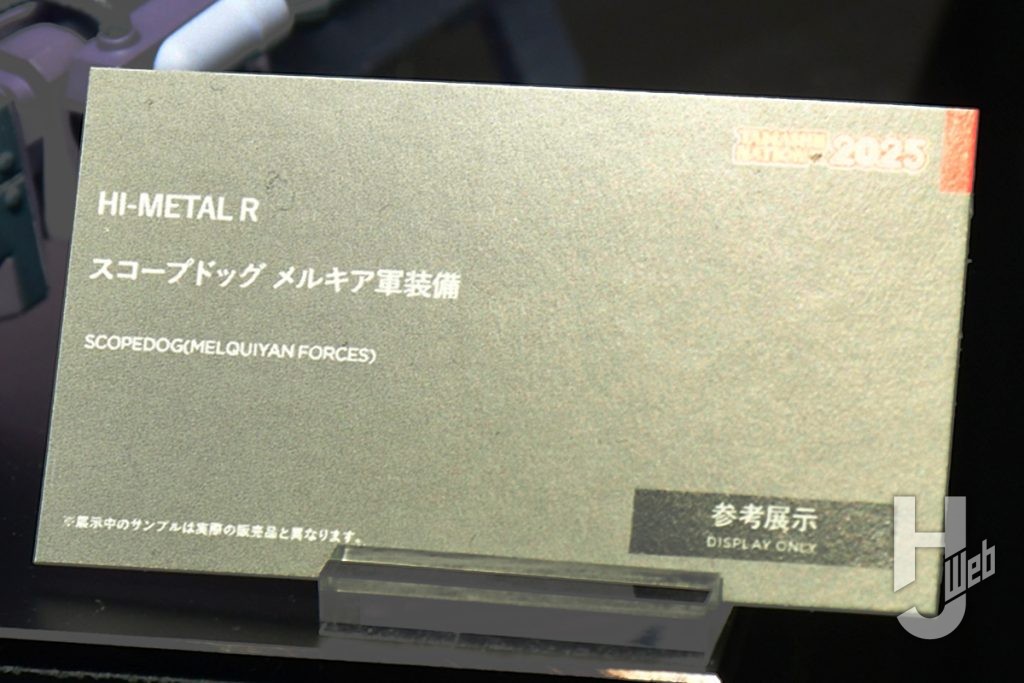 TAMASHII
NATION 2025
HI-METAL R
スコープドッグ メルキア軍装備
SCOPEDOG(MELQUIYAN FORCES)
※展示中のサンプルは実際の販売品と異なります。
参考展示
DISPLAY ONLY
HJ Web